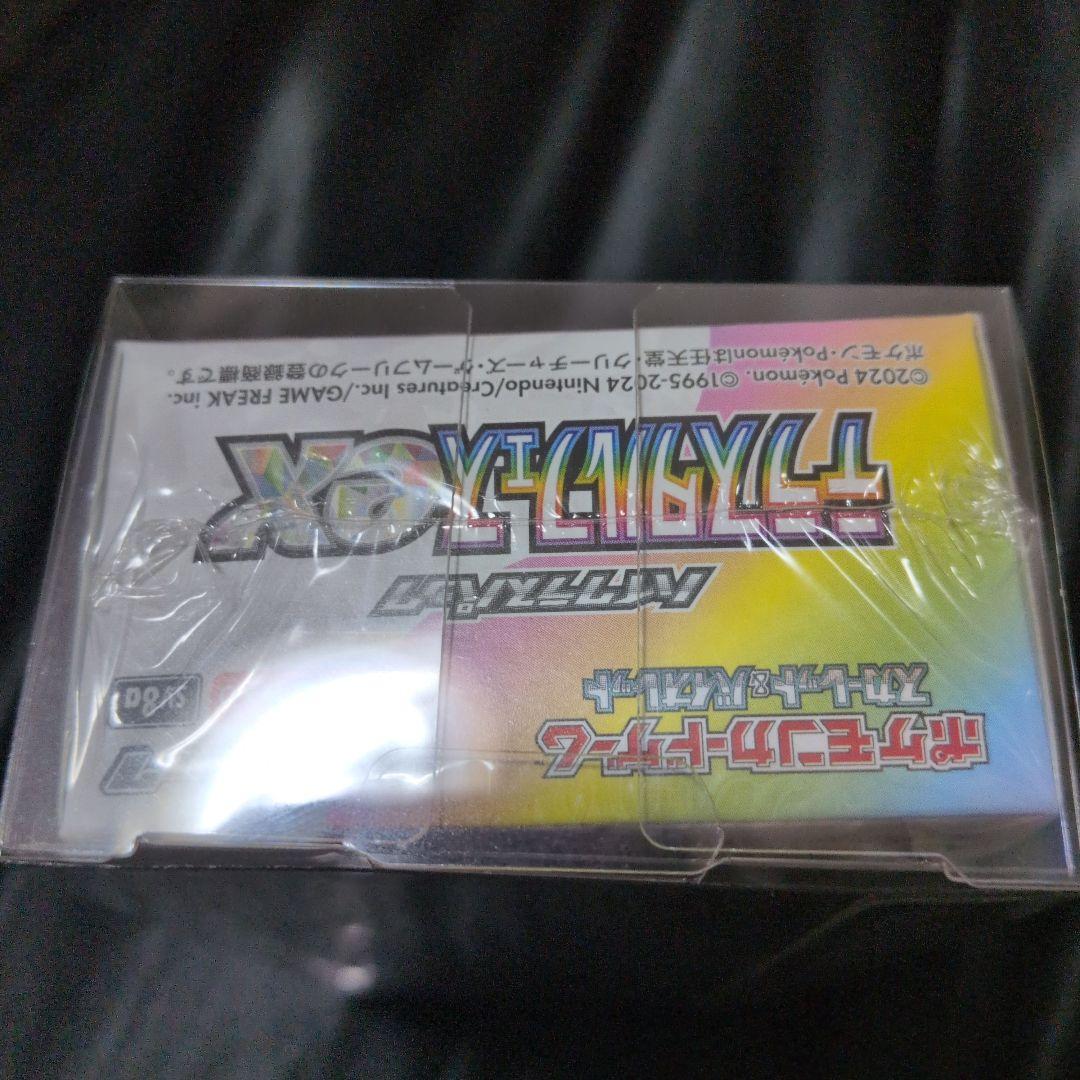 ポケモンカードゲーム
スカーレット&バイオレット
ハイクラスパック
テラスタルフェスex
sv8a
©2024 Pokémon. ©1995-2024 Nintendo/Creatures Inc./GAME FREAK inc.
ポケモン・Pokémonは任天堂・クリーチャーズ・ゲームフリークの登録商標です。